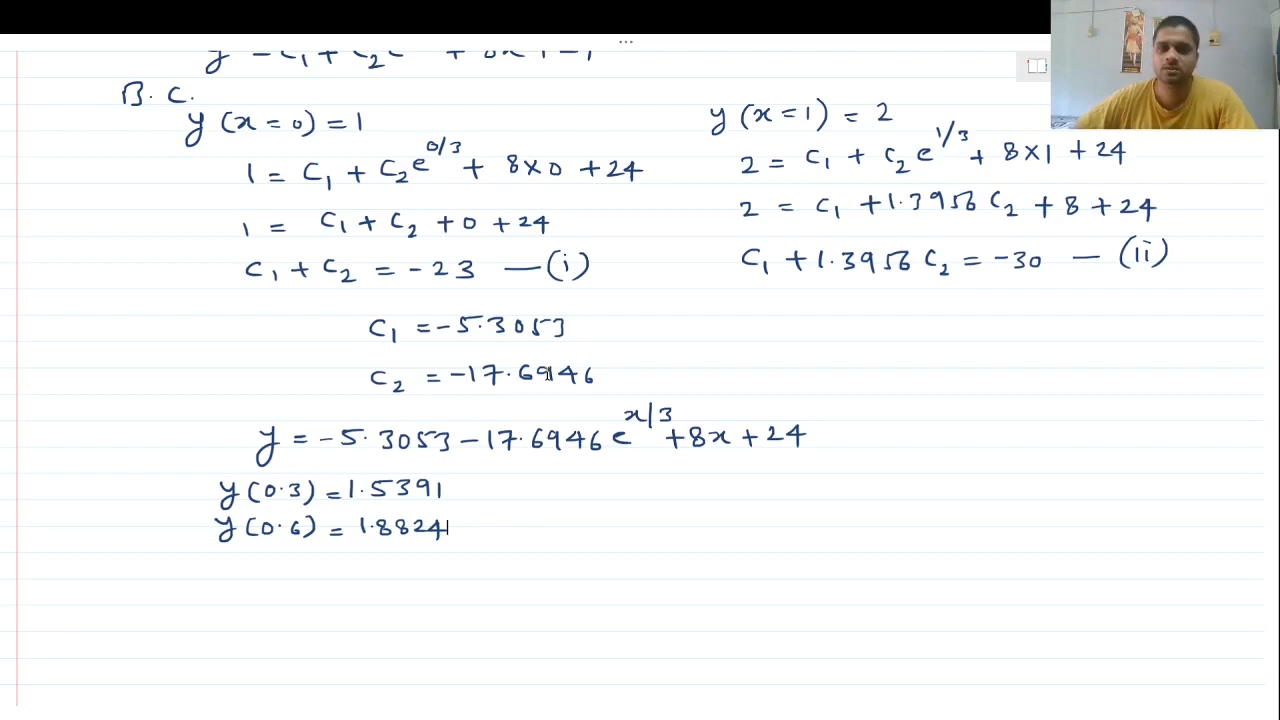 B. C.
y (x = 0) = 1
1 = C₁ + C₂e^(0/3) + 8×0 + 24
1 = C₁ + C₂ + 0 + 24
C₁ + C₂ = -23 —(i)
y (x = 1) = 2
2 = C₁ + C₂e^(1/3) + 8×1 + 24
2 = C₁ + 1.3956 C₂ + 8 + 24
C₁ + 1.3956 C₂ = -30 — (ii)
C₁ = -5.3053
C₂ = -17.6946
y = -5.3053 - 17.6946 e^(x/3) + 8x + 24
y (0.3) = 1.5391
y (0.6) = 1.8824